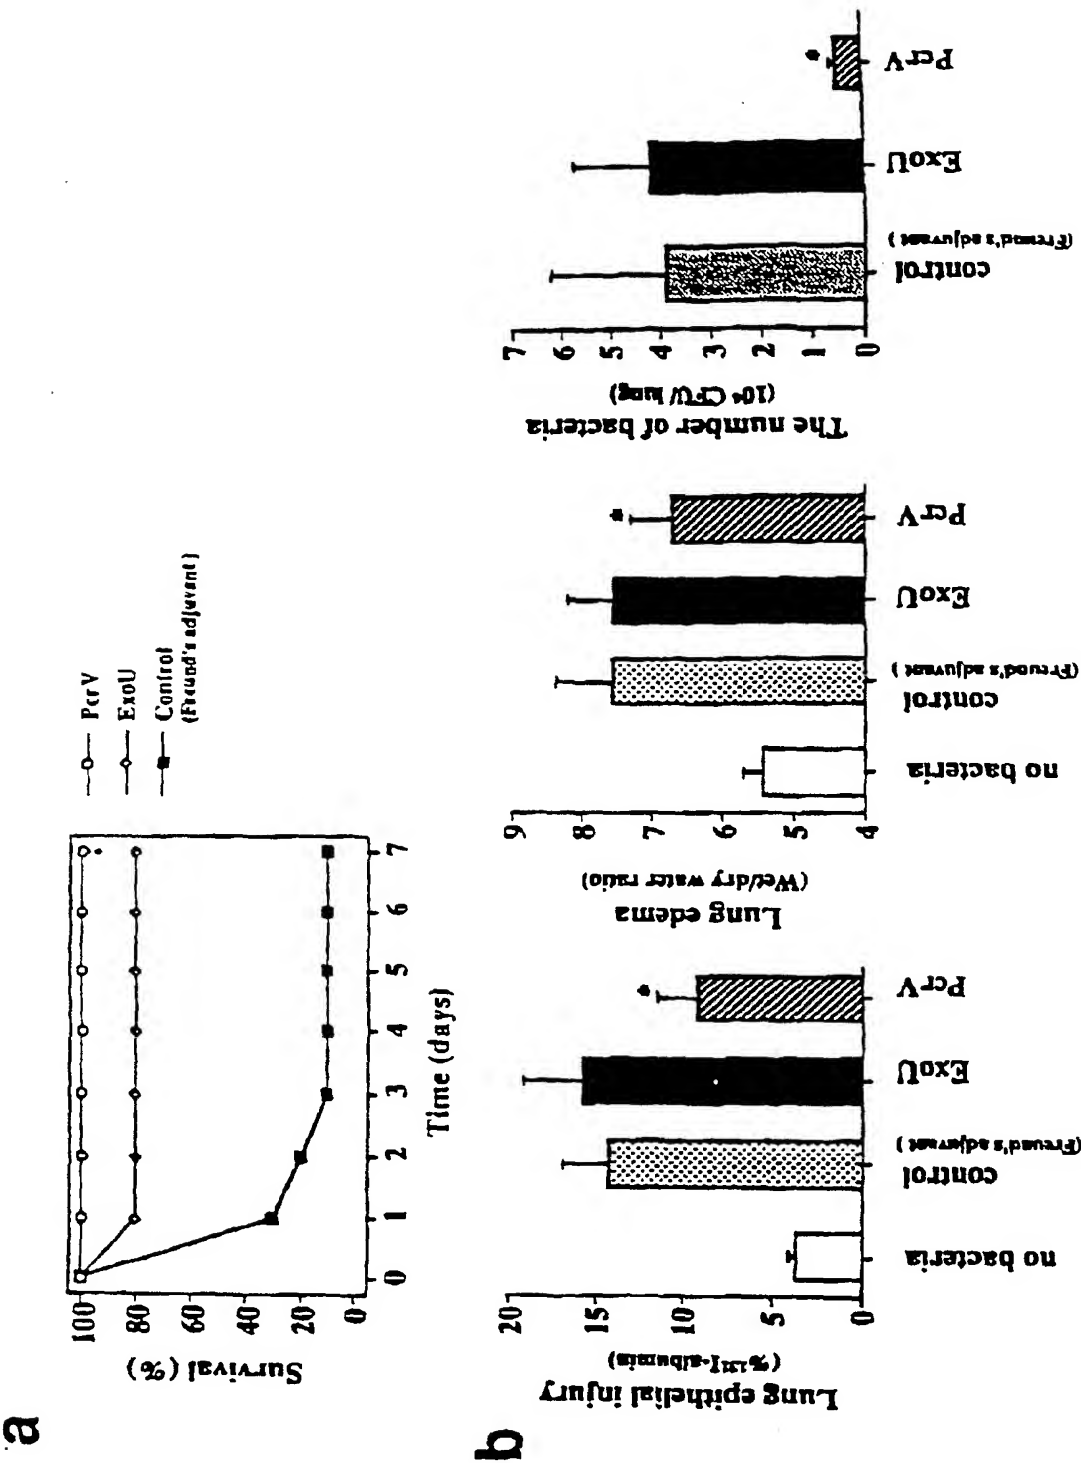 a
Survival (%)
100
80
60
40
20
0
0 1 2 3 4 5 6 7
Time (days)
PcrV
ExoU
Control
(Freund's adjuvant)
b
Lung epithelial injury
(%¹³¹I-albumin)
20
15
10
5
0
no bacteria
control
(Freund's adjuvant)
ExoU
PcrV
*
Lung edema
(Wet/dry water ratio)
9
8
7
6
5
4
no bacteria
control
(Freund's adjuvant)
ExoU
PcrV
*
The number of bacteria
(10⁴ CFU/ lung)
7
6
5
4
3
2
1
0
control
(Freund's adjuvant)
ExoU
PcrV
*